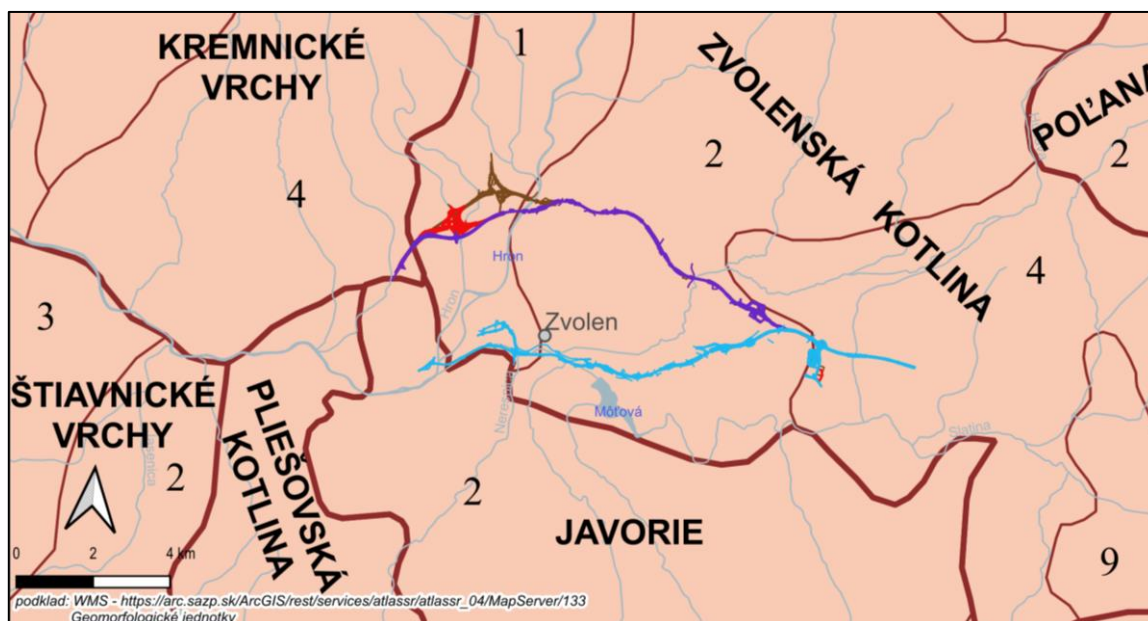 KREMNICKÉ
VRCHY
1
ZVOLENSKÁ
KOTLINA
POĽANA
2
2
4
4
Hron
Hron
Zvolen
3
ŠTIAVNICKÉ
VRCHY
PLIEŠOVSKÁ
KOTLINA
Môťová
Slatina
2
2
JAVORIE
9
0 2 4 km
podklad: WMS - https://arc.sazp.sk/ArcGIS/rest/services/atlassr/atlassr_04/MapServer/133
Geomorfologické jednotky